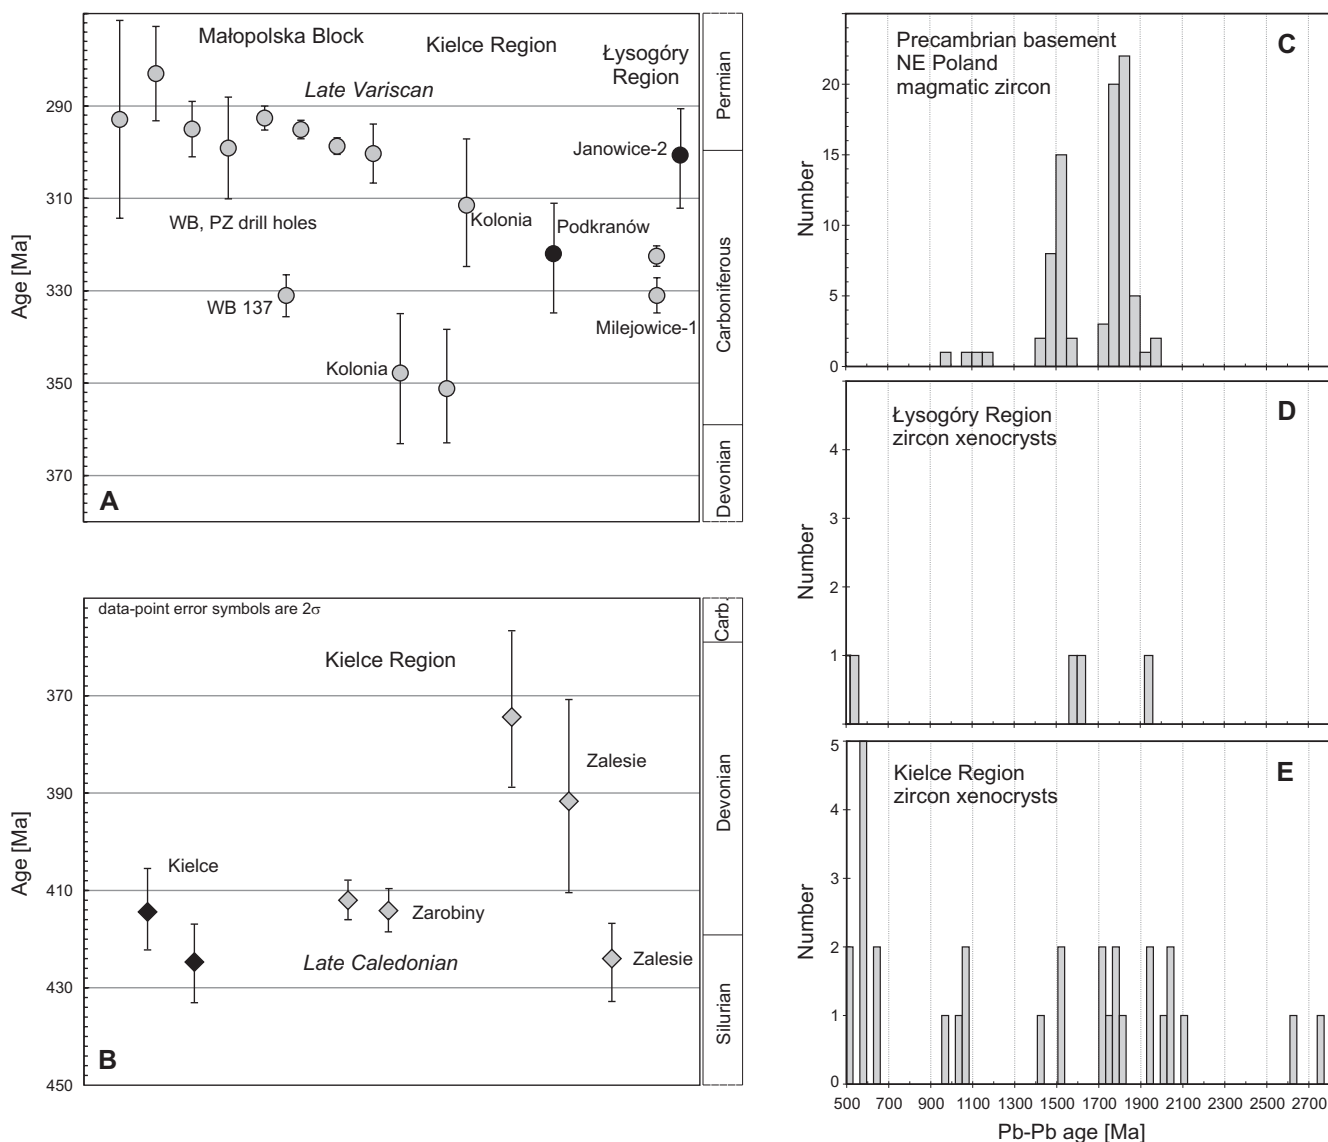 Małopolska Block
Kielce Region
Łysogóry
Region
Late Variscan
Janowice-2
WB, PZ drill holes
Kolonia
Podkranów
WB 137
Milejowice-1
Kolonia
290
310
330
350
370
Age [Ma]
A
Permian
Carboniferous
Devonian
data-point error symbols are 2σ
Kielce Region
Zalesie
Kielce
Zarobiny
Late Caledonian
Zalesie
370
390
410
430
450
Age [Ma]
B
Carb.
Devonian
Silurian
Precambrian basement
NE Poland
magmatic zircon
C
20
15
10
5
0
Number
Łysogóry Region
zircon xenocrysts
D
4
3
2
1
Number
Kielce Region
zircon xenocrysts
E
5
4
3
2
1
0
Number
500 700 900 1100 1300 1500 1700 1900 2100 2300 2500 2700
Pb-Pb age [Ma]